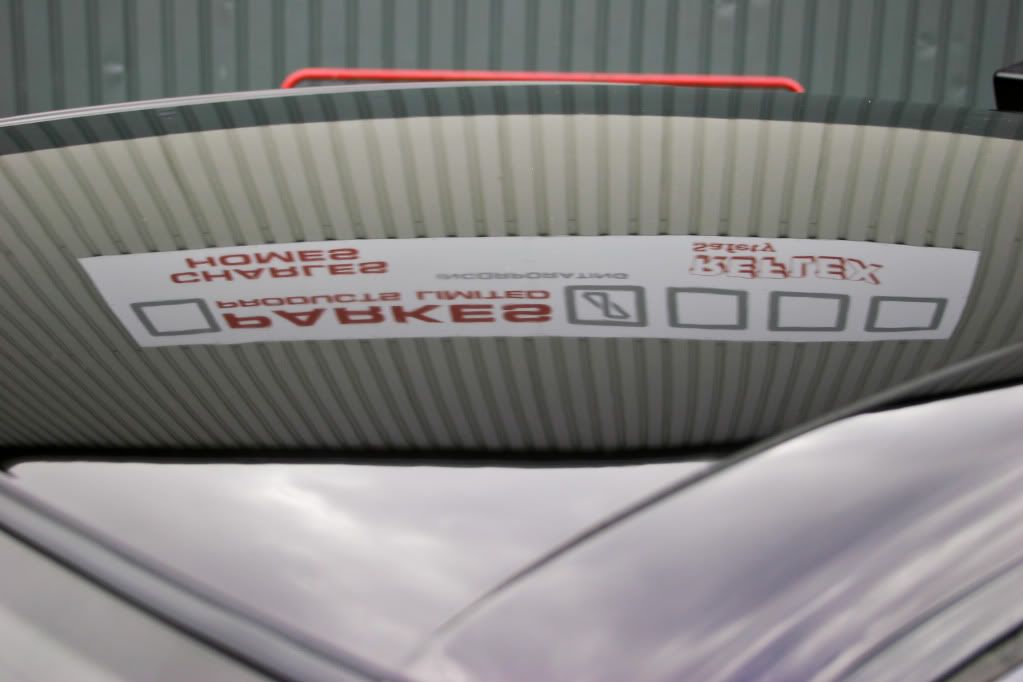 PARKES
PRODUCTS LIMITED
INCORPORATING
CHARLES
HOMES
REFLEX
Safety